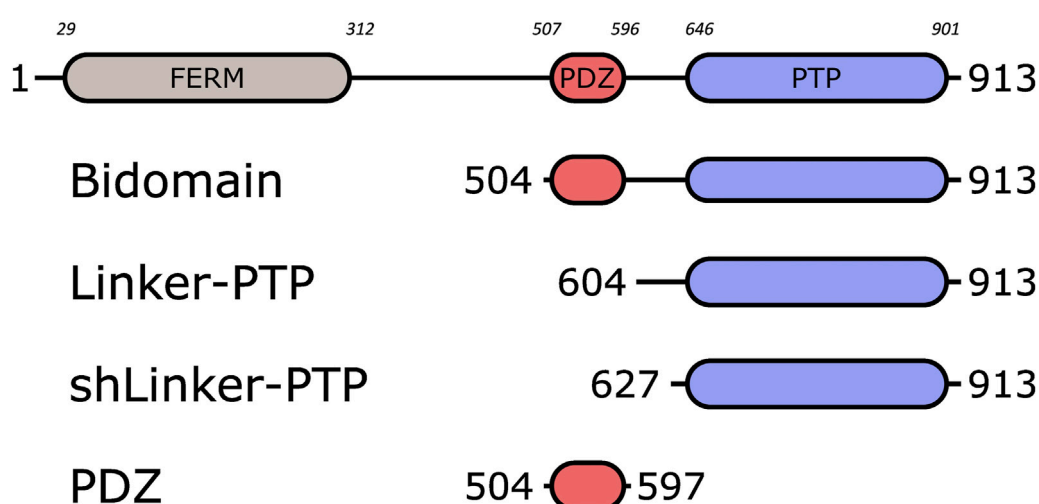 29 312 507 596 646 901
1 FERM PDZ PTP 913
Bidomain 504 913
Linker-PTP 604 913
shLinker-PTP 627 913
PDZ 504 597